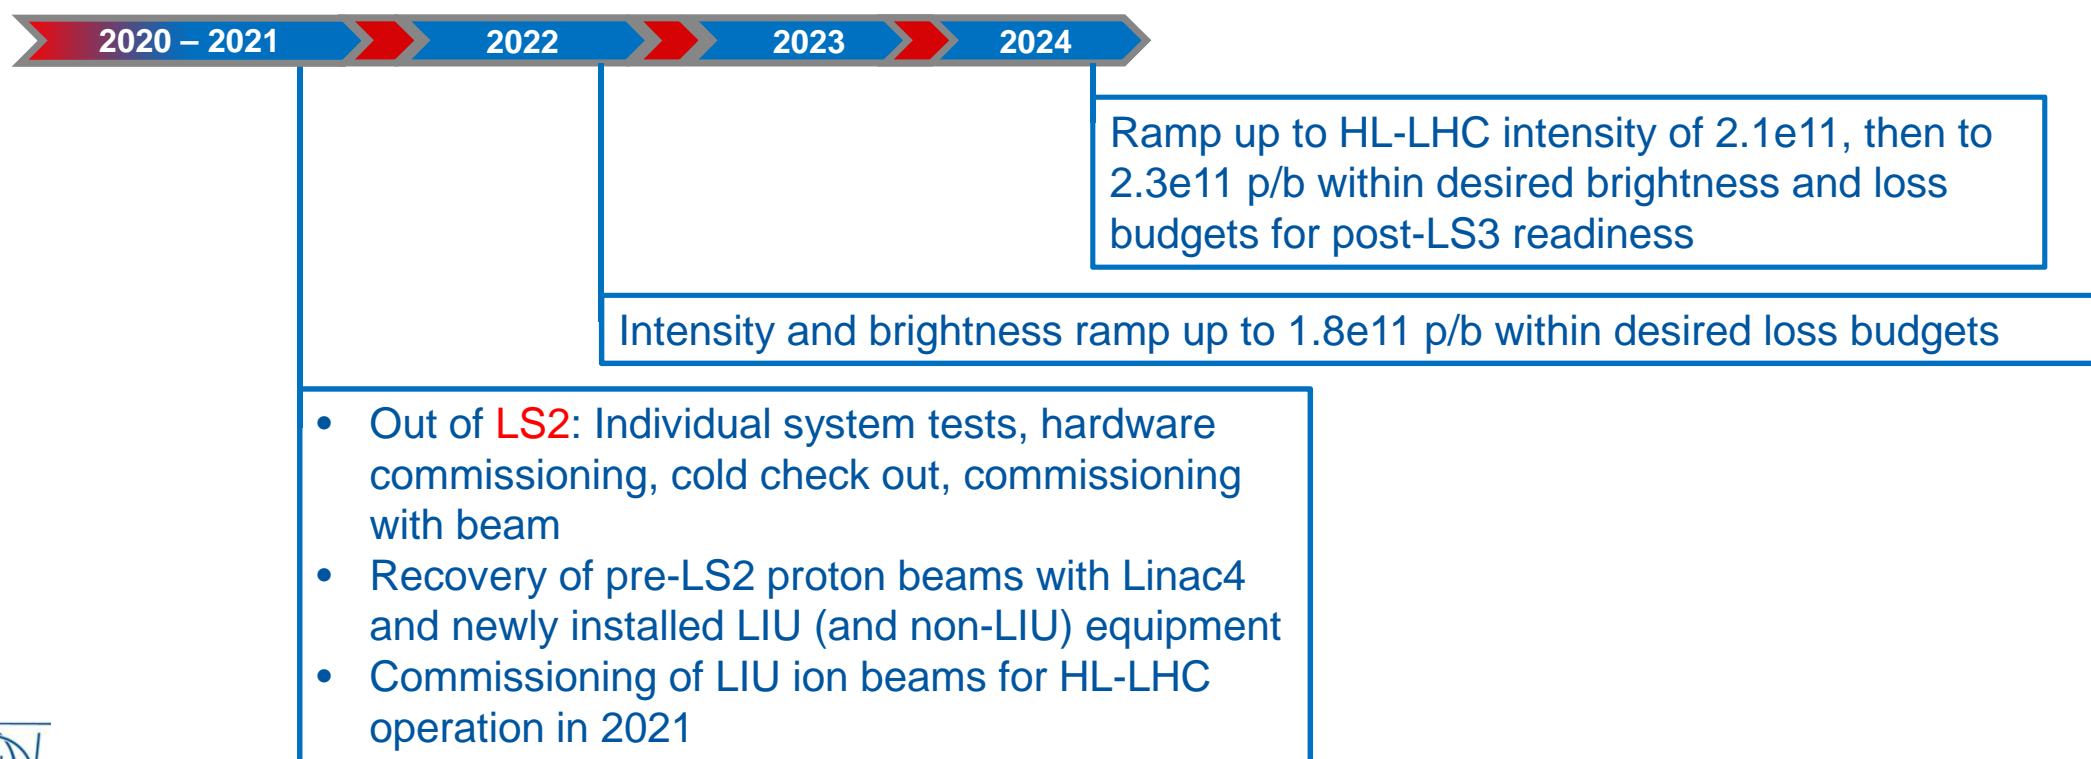 2020 – 2021 2022 2023 2024
Ramp up to HL-LHC intensity of 2.1e11, then to
2.3e11 p/b within desired brightness and loss
budgets for post-LS3 readiness
Intensity and brightness ramp up to 1.8e11 p/b within desired loss budgets
• Out of LS2: Individual system tests, hardware
commissioning, cold check out, commissioning
with beam
• Recovery of pre-LS2 proton beams with Linac4
and newly installed LIU (and non-LIU) equipment
• Commissioning of LIU ion beams for HL-LHC
operation in 2021